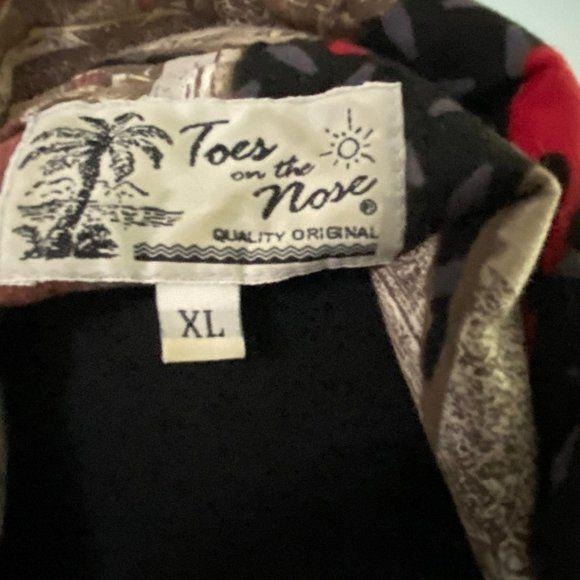 Toes
on the
Nose ®
QUALITY ORIGINAL
XL